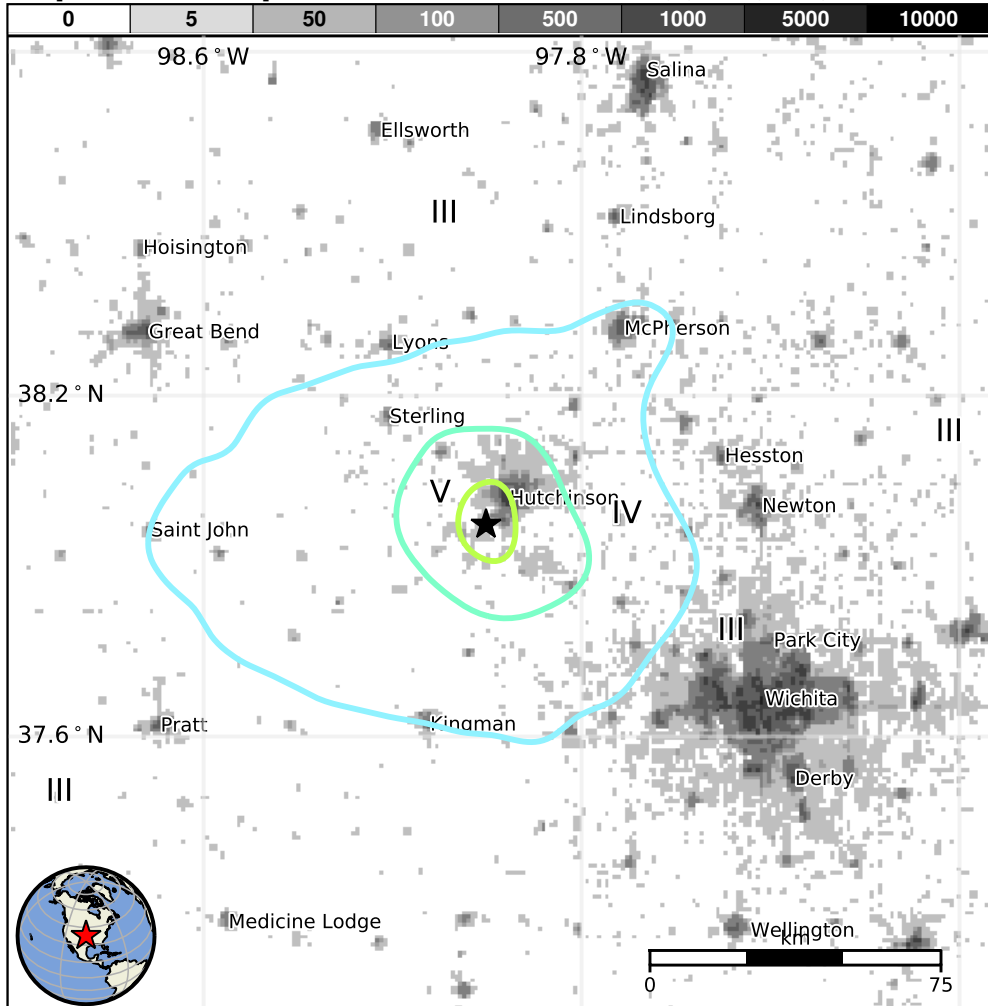 0 5 50 100 500 1000 5000 10000
98.6°W 97.8°W
Salina
Ellsworth
III
Lindsborg
Hoisington
Great Bend
McPherson
Lyons
38.2°N
Sterling
III
Hesston
V
Hutchinson
IV
Newton
Saint John
III
Park City
Wichita
Pratt
Kingman
37.6°N
Derby
III
Medicine Lodge
Wellington
km
0 75